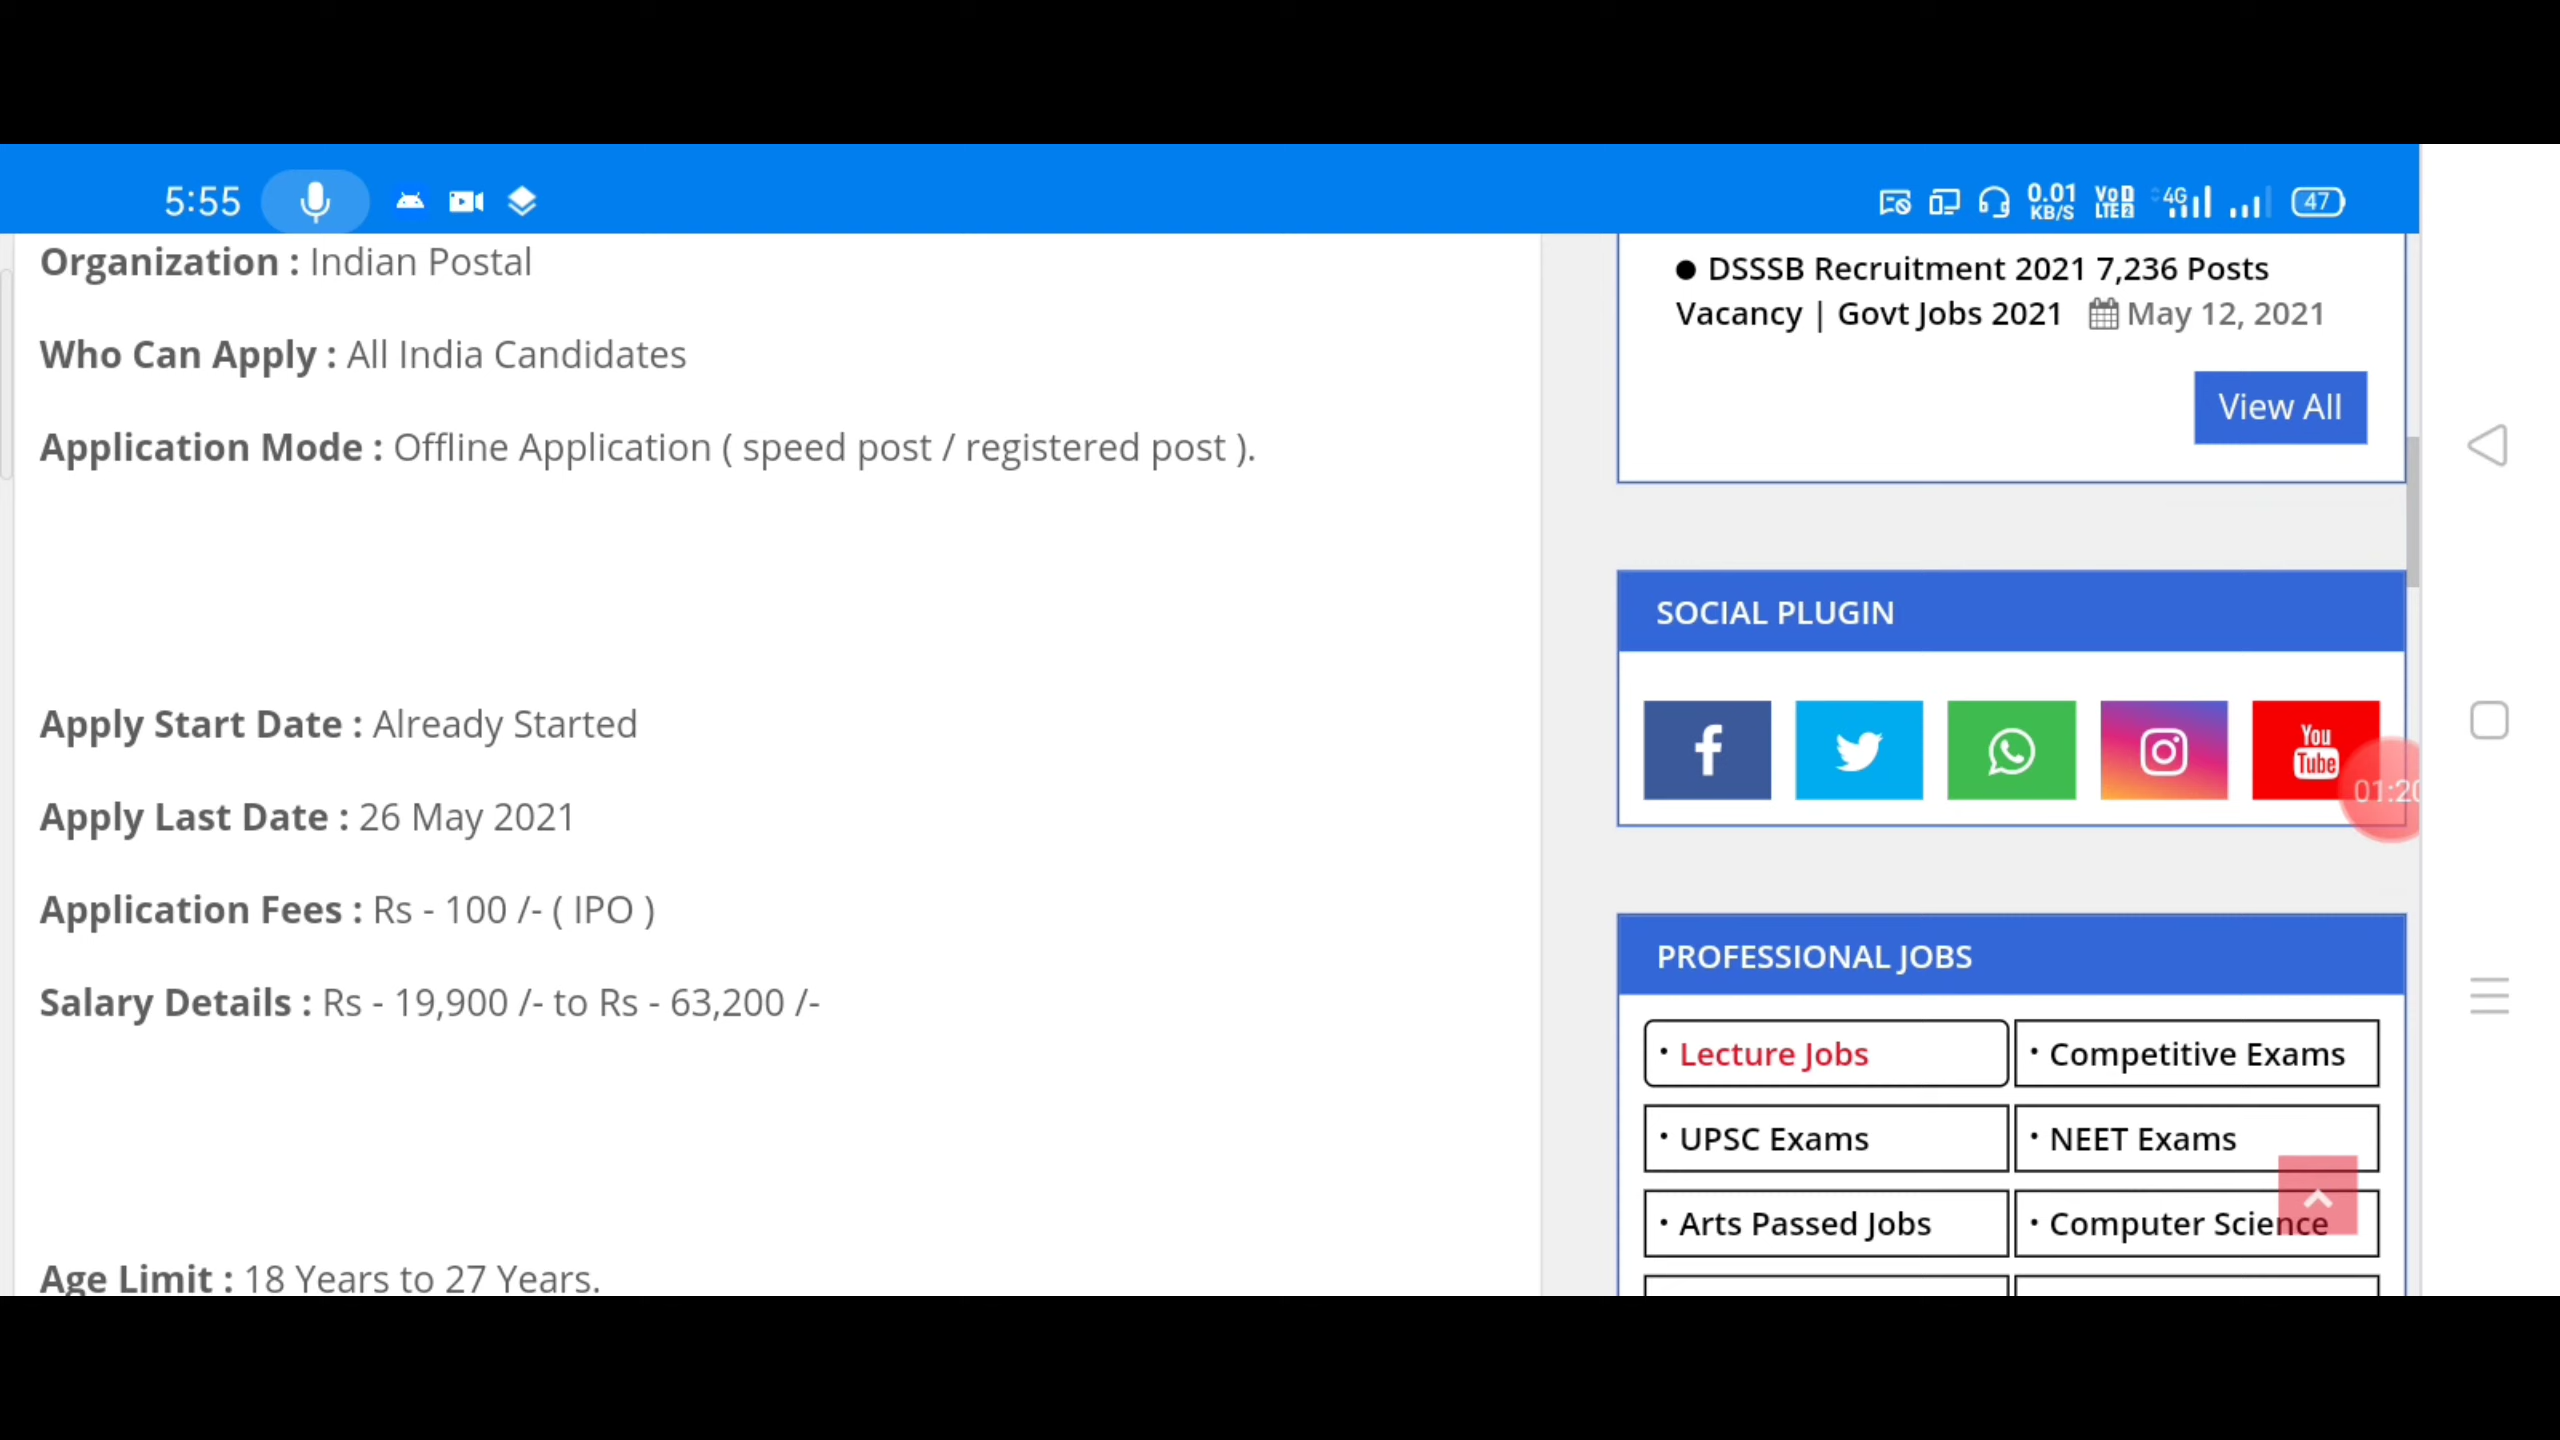 5:55
0.01 KB/S VoD LTE2 4G 47
Organization : Indian Postal
Who Can Apply : All India Candidates
Application Mode : Offline Application ( speed post / registered post ).
Apply Start Date : Already Started
Apply Last Date : 26 May 2021
Application Fees : Rs - 100 /- ( IPO )
Salary Details : Rs - 19,900 /- to Rs - 63,200 /-
Age Limit : 18 Years to 27 Years.
● DSSSB Recruitment 2021 7,236 Posts
Vacancy | Govt Jobs 2021 May 12, 2021
View All
SOCIAL PLUGIN
You
Tube
01:20
PROFESSIONAL JOBS
· Lecture Jobs
· Competitive Exams
· UPSC Exams
· NEET Exams
· Arts Passed Jobs
· Computer Science